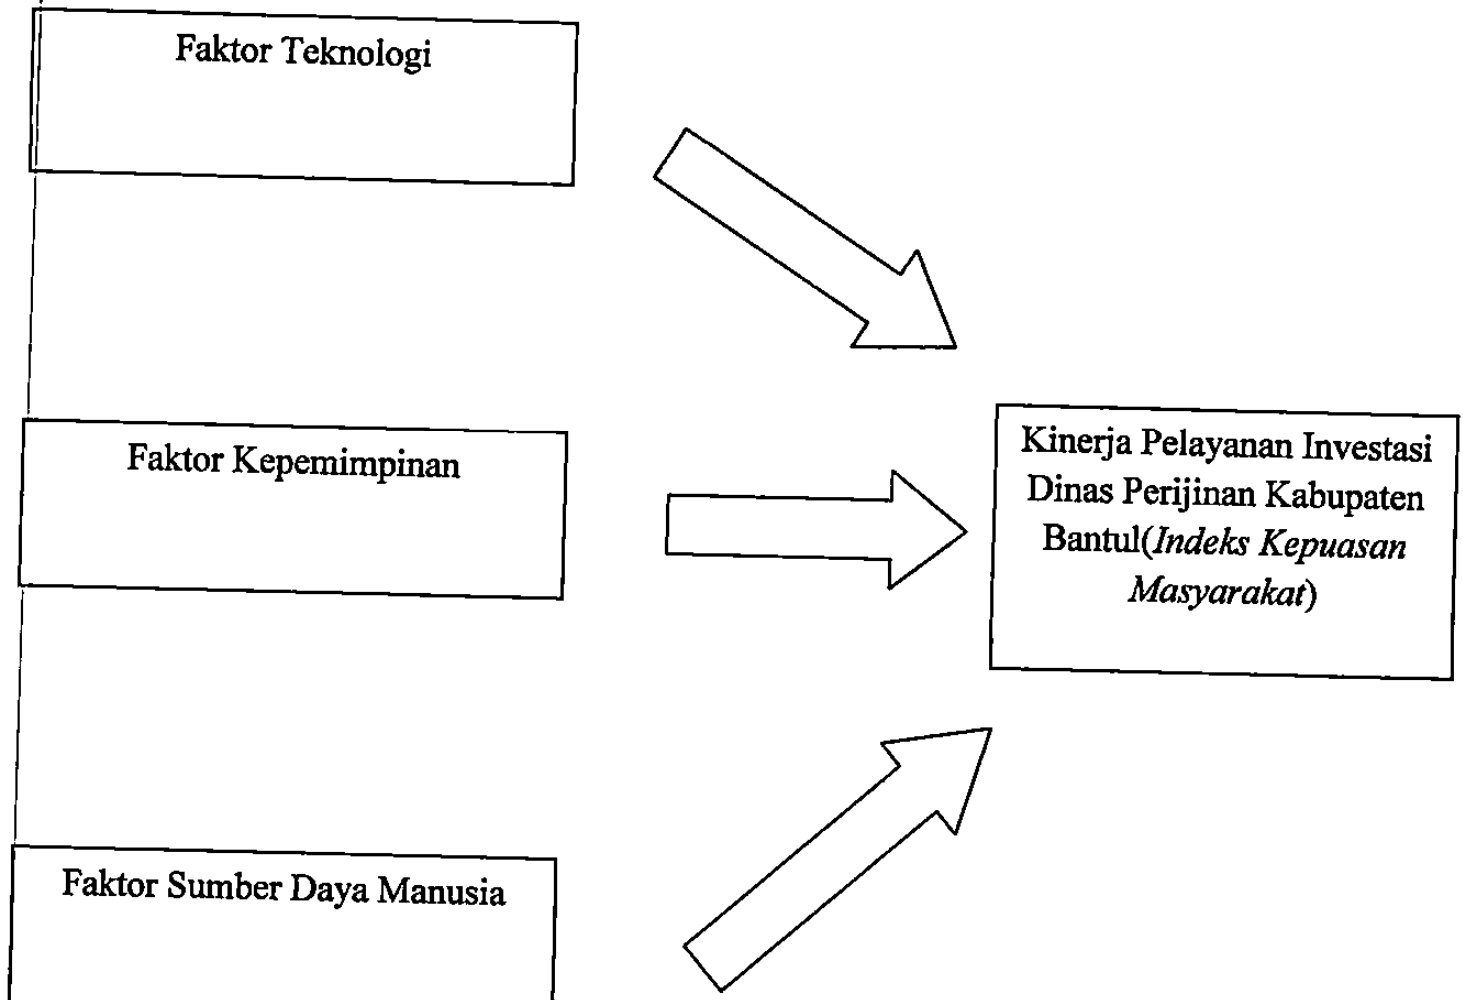 Faktor Teknologi
Faktor Kepemimpinan
Kinerja Pelayanan Investasi
Dinas Perijinan Kabupaten
Bantul(Indeks Kepuasan
Masyarakat)
Faktor Sumber Daya Manusia